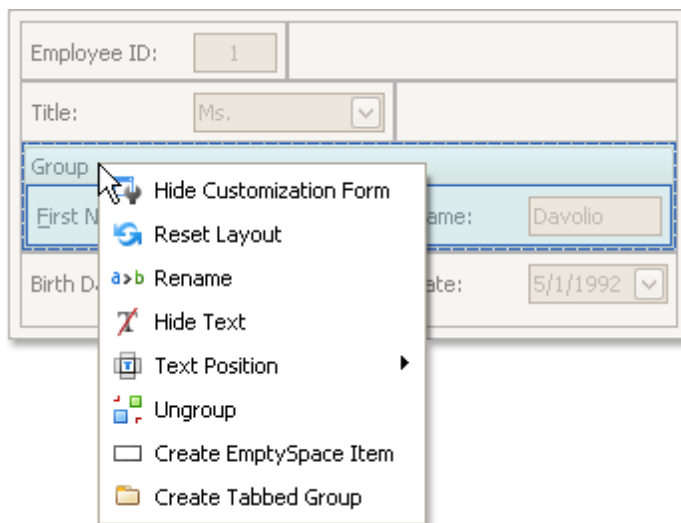 Employee ID: 1
Title: Ms.
Group
First N ame: Davolio
Birth Da ate: 5/1/1992
Hide Customization Form
Reset Layout
a>b Rename
Hide Text
T Text Position
Ungroup
Create EmptySpace Item
Create Tabbed Group